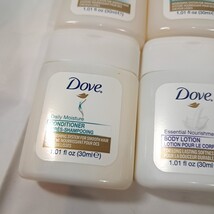 1.01 fl oz (30ml)
Dove
Daily Moisture
CONDITIONER
APRÈS-SHAMPOOING
1.01 fl oz (30ml)℮
Dove
Essential Nourishment
BODY LOTION
LOTION POUR LE CORPS
1.01 fl oz (30ml)